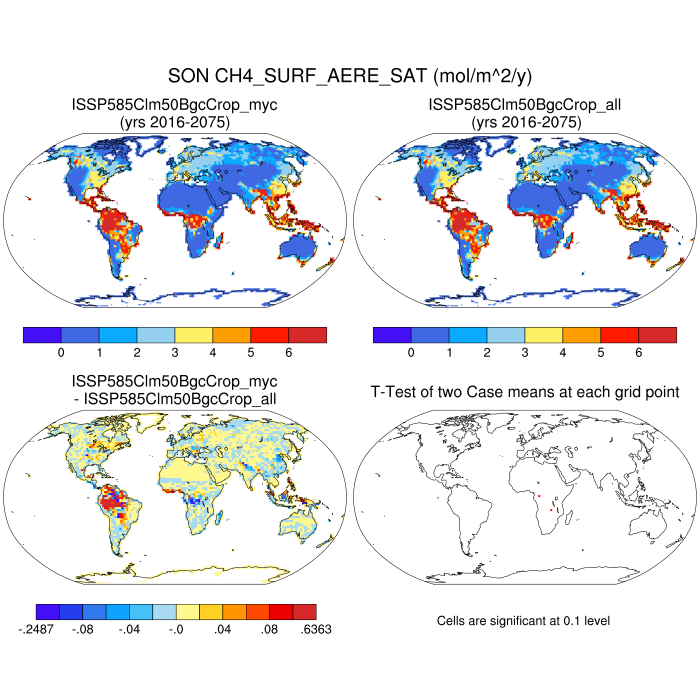 SON CH4_SURF_AERE_SAT (mol/m^2/y)
ISSP585Clm50BgcCrop_myc
(yrs 2016-2075)
ISSP585Clm50BgcCrop_all
(yrs 2016-2075)
0 1 2 3 4 5 6
0 1 2 3 4 5 6
ISSP585Clm50BgcCrop_myc
- ISSP585Clm50BgcCrop_all
T-Test of two Case means at each grid point
-.2487 -.08 -.04 -.0 .04 .08 .6363
Cells are significant at 0.1 level